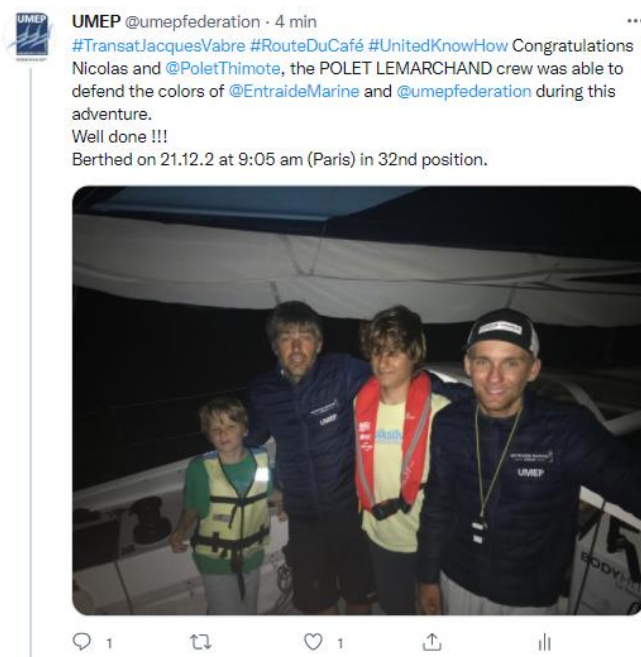 UMEP
UMEP @umepfederation · 4 min
#TransatJacquesVabre #RouteDuCafé #UnitedKnowHow Congratulations
Nicolas and @PoletThimote, the POLET LEMARCHAND crew was able to
defend the colors of @EntraideMarine and @umepfederation during this
adventure.
Well done !!!
Berthed on 21.12.2 at 9:05 am (Paris) in 32nd position.
UMEP
UMEP
1
1